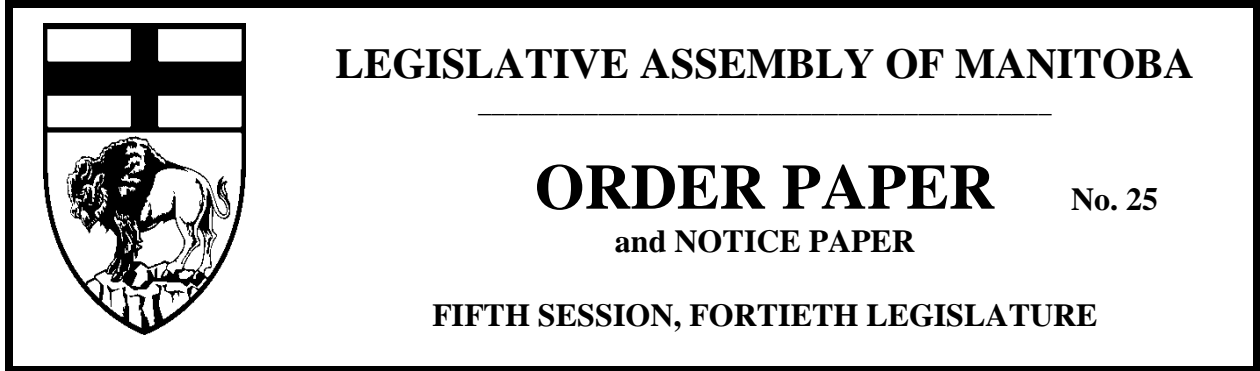 LEGISLATIVE ASSEMBLY OF MANITOBA
ORDER PAPER No. 25
and NOTICE PAPER
FIFTH SESSION, FORTIETH LEGISLATURE